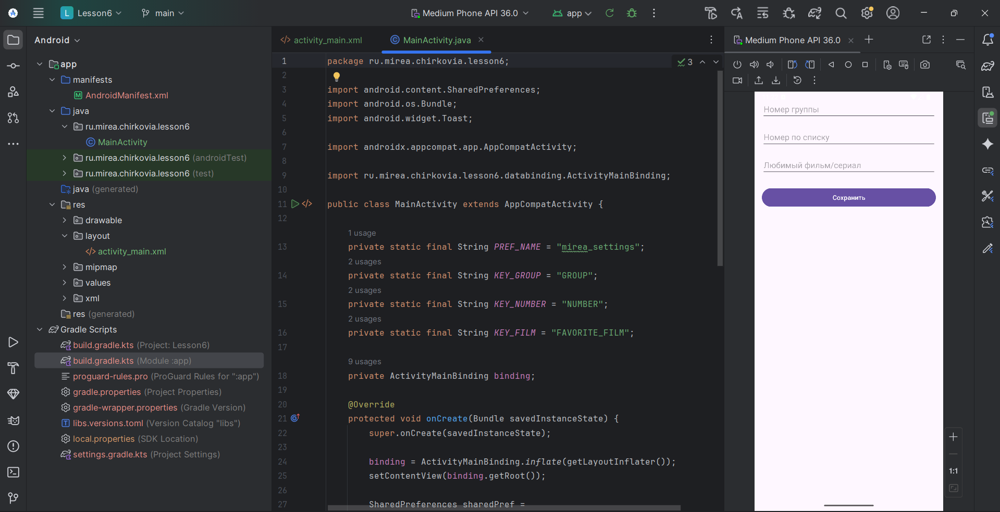 L Lesson6
main
Medium Phone API 36.0
app
Android
app
manifests
AndroidManifest.xml
java
ru.mirea.chirkovia.lesson6
MainActivity
ru.mirea.chirkovia.lesson6 (androidTest)
ru.mirea.chirkovia.lesson6 (test)
java (generated)
res
drawable
layout
activity_main.xml
mipmap
values
xml
res (generated)
Gradle Scripts
build.gradle.kts (Project: Lesson6)
build.gradle.kts (Module :app)
proguard-rules.pro (ProGuard Rules for ":app")
gradle.properties (Project Properties)
gradle-wrapper.properties (Gradle Version)
libs.versions.toml (Version Catalog "libs")
local.properties (SDK Location)
settings.gradle.kts (Project Settings)
activity_main.xml
MainActivity.java
3
1 package ru.mirea.chirkovia.lesson6;
2
3 import android.content.SharedPreferences;
4 import android.os.Bundle;
5 import android.widget.Toast;
6
7 import androidx.appcompat.app.AppCompatActivity;
8
9 import ru.mirea.chirkovia.lesson6.databinding.ActivityMainBinding;
10
11 public class MainActivity extends AppCompatActivity {
12
1 usage
13 private static final String PREF_NAME = "mirea_settings";
2 usages
14 private static final String KEY_GROUP = "GROUP";
2 usages
15 private static final String KEY_NUMBER = "NUMBER";
2 usages
16 private static final String KEY_FILM = "FAVORITE_FILM";
17
9 usages
18 private ActivityMainBinding binding;
19
20 @Override
21 protected void onCreate(Bundle savedInstanceState) {
22 super.onCreate(savedInstanceState);
23
24 binding = ActivityMainBinding.inflate(getLayoutInflater());
25 setContentView(binding.getRoot());
26
27 SharedPreferences sharedPref =
Medium Phone API 36.0
Номер группы
Номер по списку
Любимый фильм/сериал
Сохранить
1:1